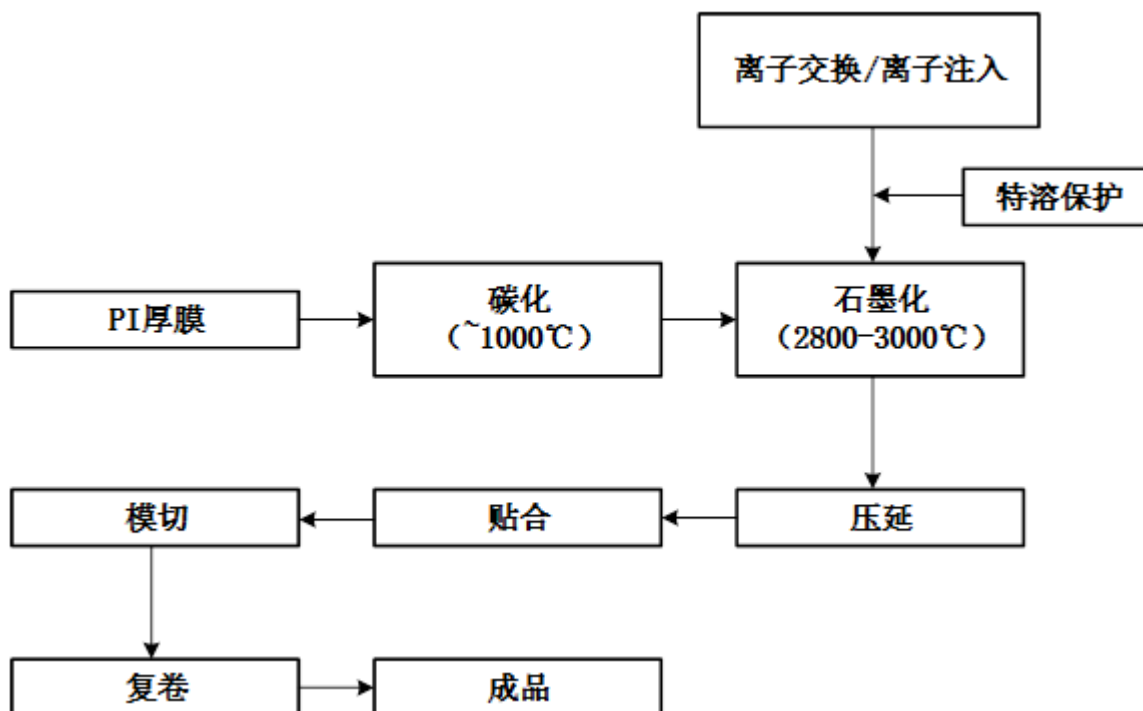 离子交换/离子注入
特溶保护
PI厚膜
碳化
(~1000℃)
石墨化
(2800-3000℃)
模切
贴合
压延
复卷
成品